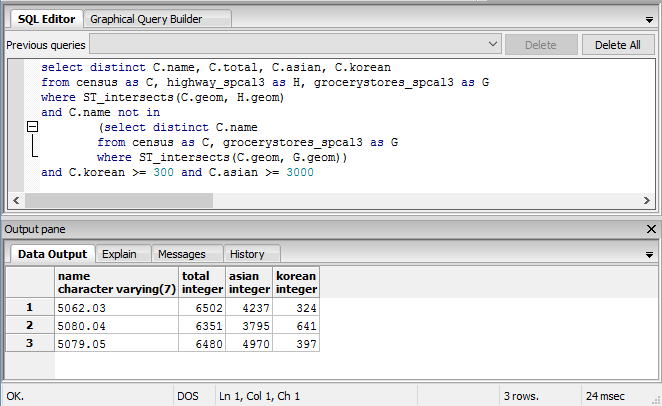 SQL Editor Graphical Query Builder
Previous queries Delete Delete All
select distinct C.name, C.total, C.asian, C.korean
from census as C, highway_spcal3 as H, grocerystores_spcal3 as G
where ST_intersects(C.geom, H.geom)
and C.name not in
(select distinct C.name
from census as C, grocerystores_spcal3 as G
where ST_intersects(C.geom, G.geom))
and C.korean >= 300 and C.asian >= 3000
Output pane
Data Output Explain Messages History
name total asian korean
character varying(7) integer integer integer
1 5062.03 6502 4237 324
2 5080.04 6351 3795 641
3 5079.05 6480 4970 397
OK. DOS Ln 1, Col 1, Ch 1 3 rows. 24 msec